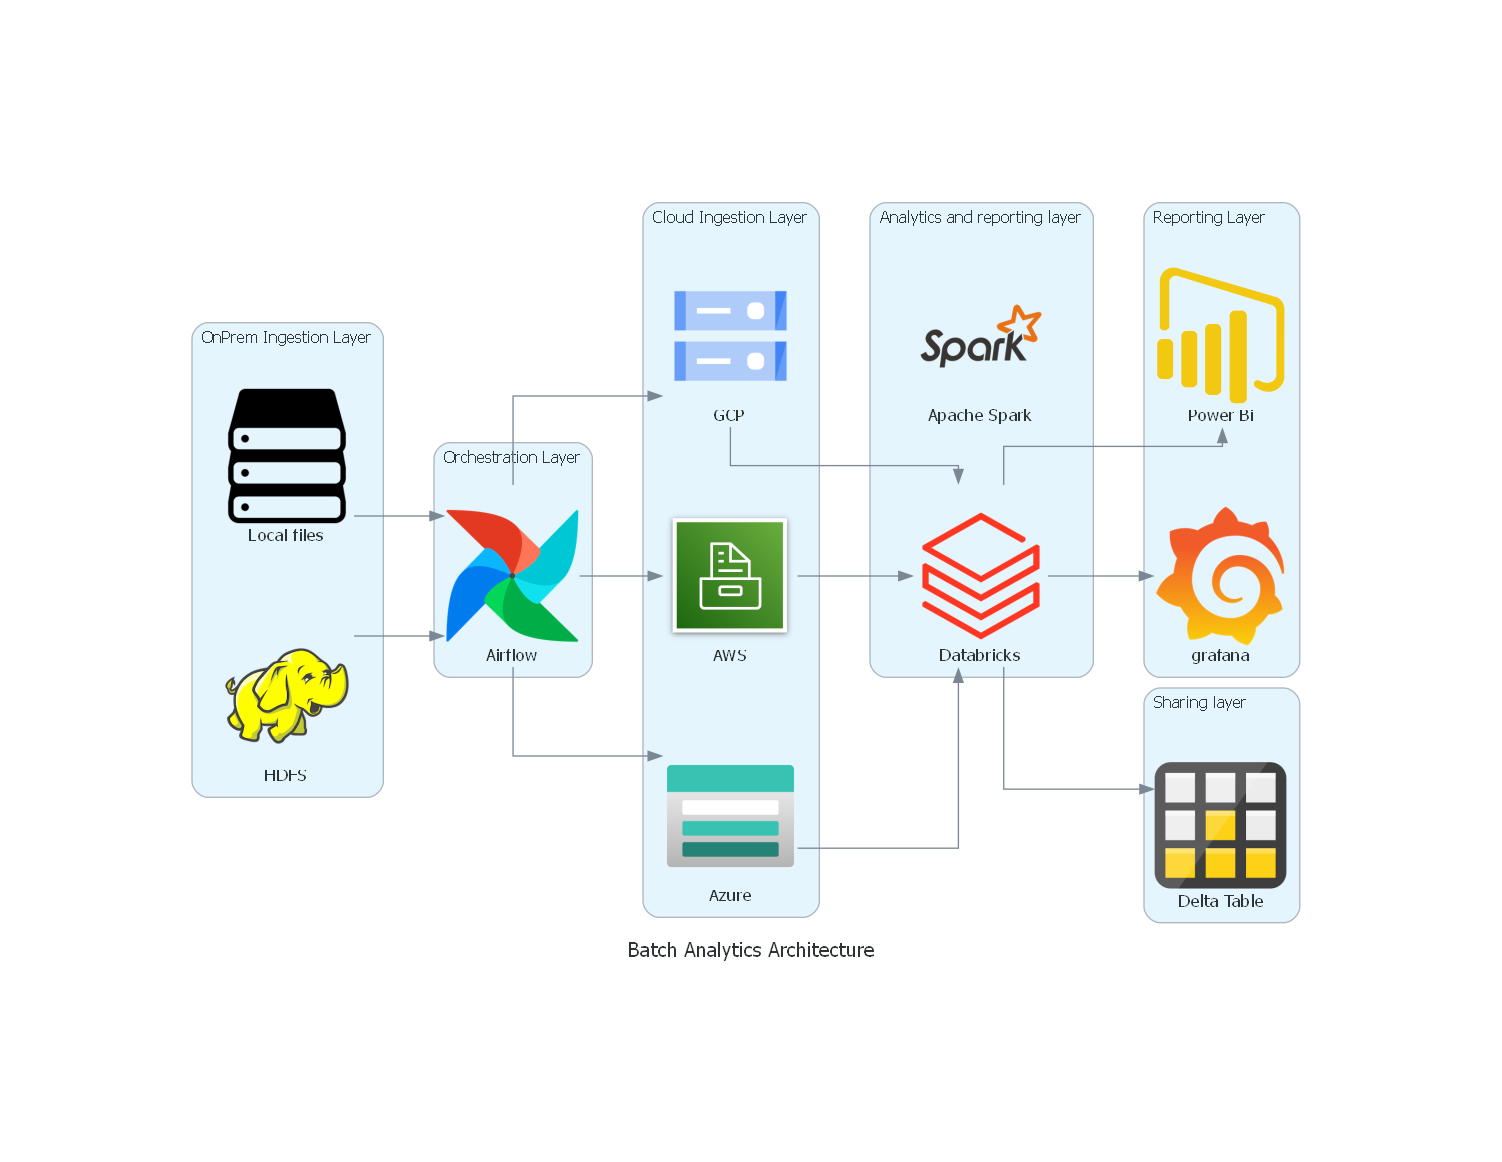 Cloud Ingestion Layer
Analytics and reporting layer
Reporting Layer
OnPrem Ingestion Layer
Spark
GCP
Apache Spark
Power Bi
Orchestration Layer
Local files
Airflow
AWS
Databricks
grafana
Sharing layer
HDFS
Azure
Delta Table
Batch Analytics Architecture